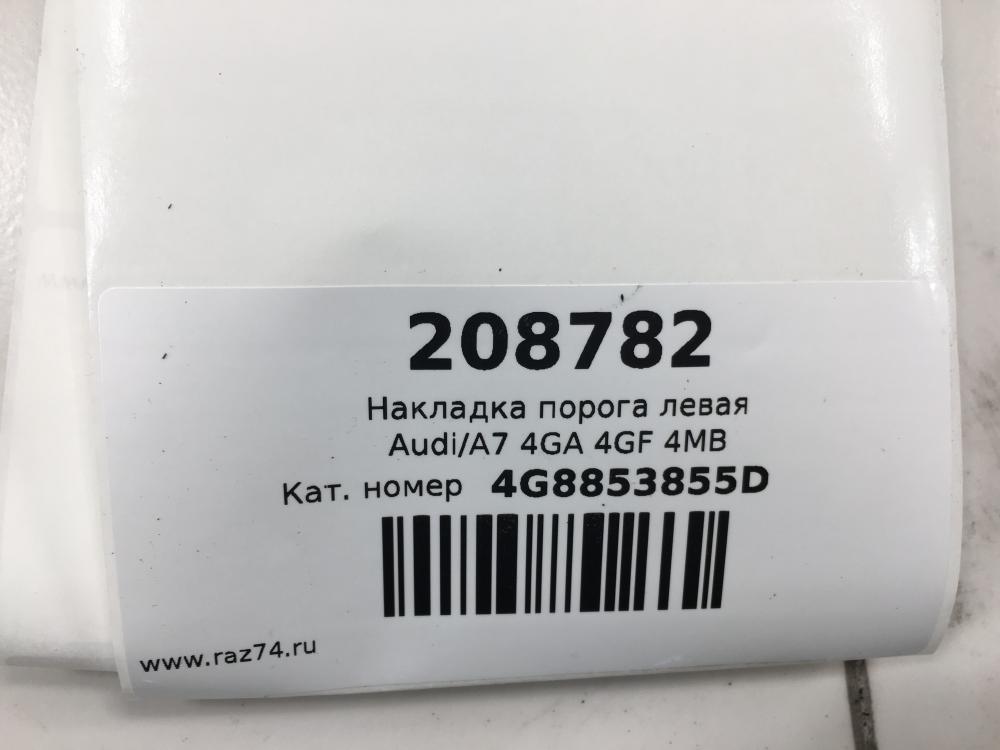 208782
Накладка порога левая
Audi/A7 4GA 4GF 4MB
Кат. номер 4G8853855D
www.raz74.ru